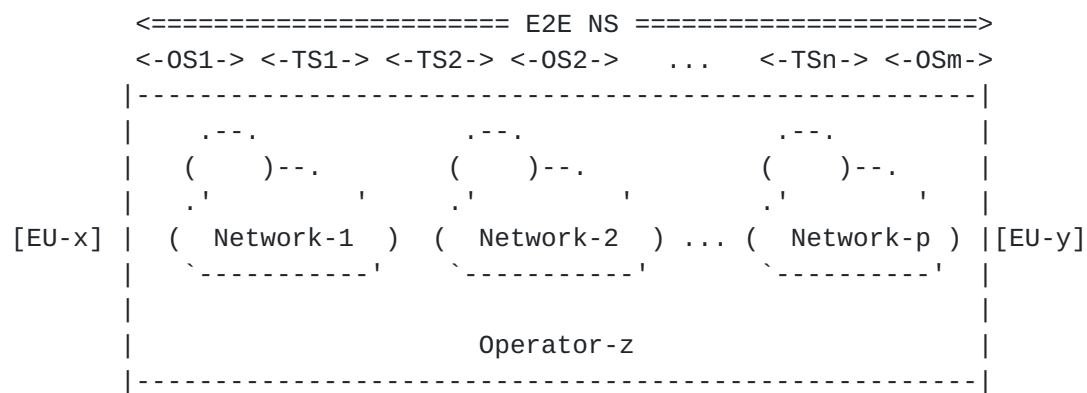 <====================== E2E NS ======================>
<-OS1-> <-TS1-> <-TS2-> <-OS2-> ... <-TSn-> <-OSm->
[EU-x] ( Network-1 ) ( Network-2 ) ... ( Network-p ) [EU-y]
Operator-z